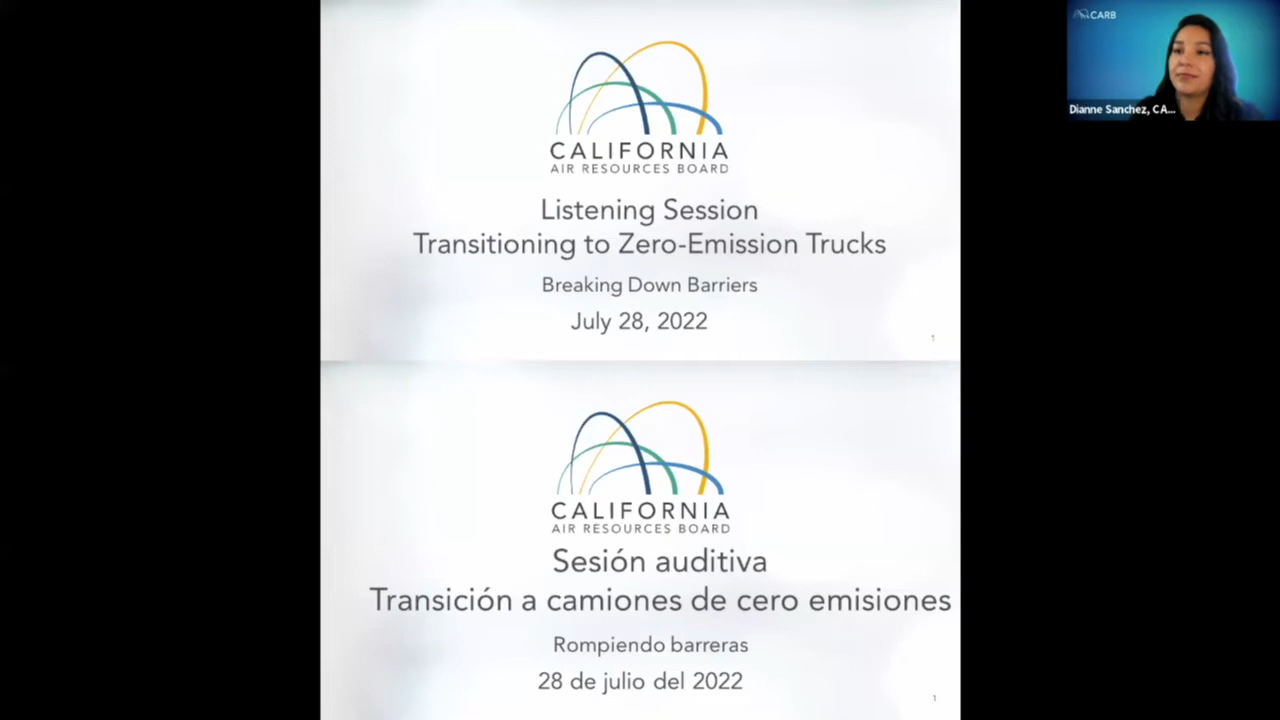 CALIFORNIA
AIR RESOURCES BOARD
Listening Session
Transitioning to Zero-Emission Trucks
Breaking Down Barriers
July 28, 2022
1
CALIFORNIA
AIR RESOURCES BOARD
Sesión auditiva
Transición a camiones de cero emisiones
Rompiendo barreras
28 de julio del 2022
1
CARB
Dianne Sanchez, CA...